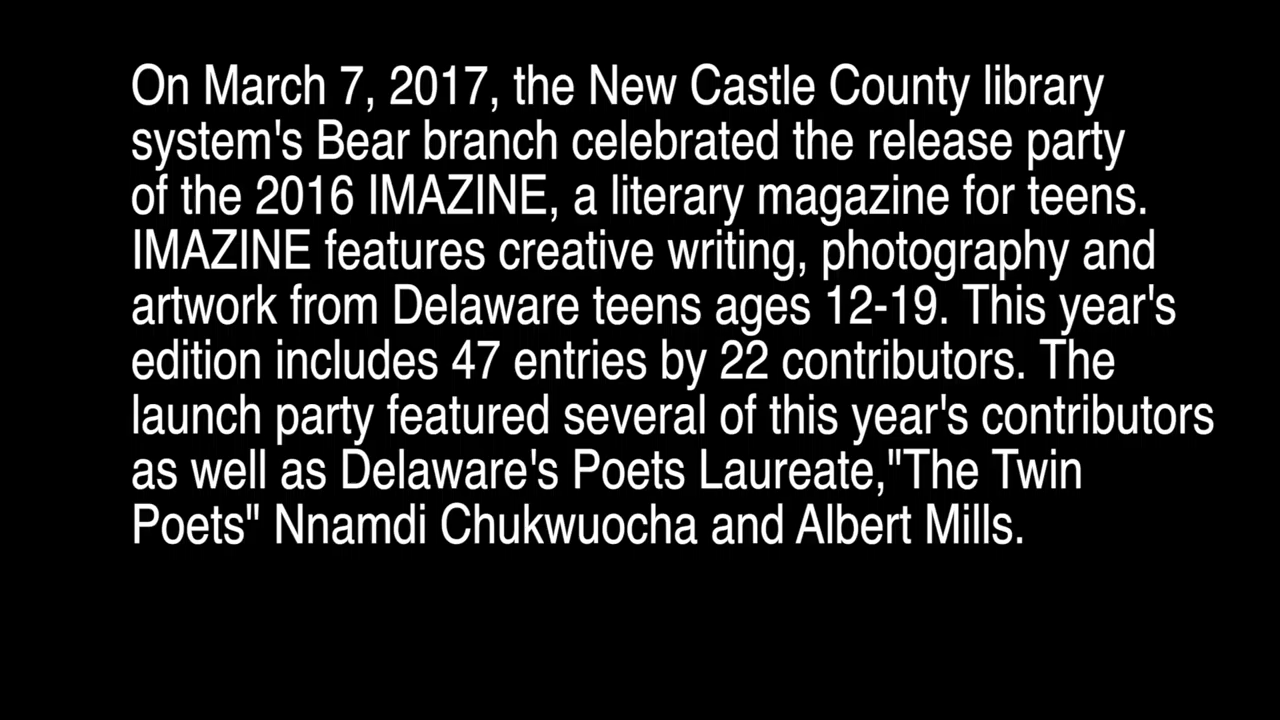 On March 7, 2017, the New Castle County library
system's Bear branch celebrated the release party
of the 2016 IMAZINE, a literary magazine for teens.
IMAZINE features creative writing, photography and
artwork from Delaware teens ages 12-19. This year's
edition includes 47 entries by 22 contributors. The
launch party featured several of this year's contributors
as well as Delaware's Poets Laureate,"The Twin
Poets" Nnamdi Chukwuocha and Albert Mills.